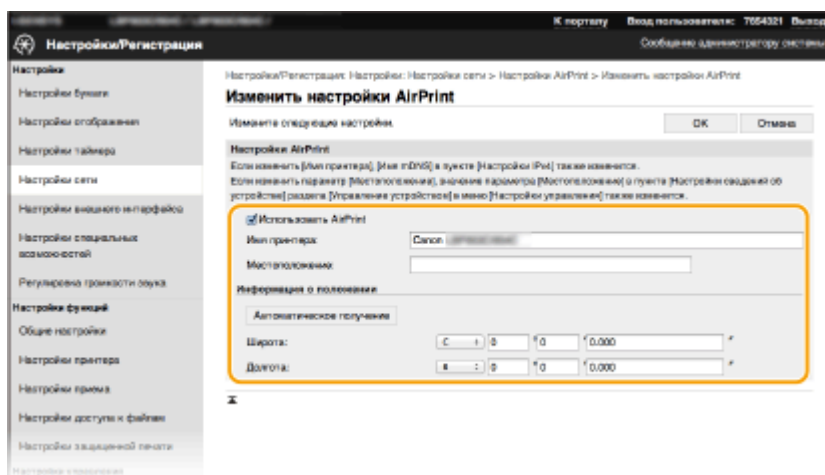 К порталу Вход пользователя: 7654321 Выход
Настройки/Регистрация
Сообщение администратору системы
Настройки
Настройки бумаги
Настройки отображения
Настройки таймера
Настройки сети
Настройки внешнего интерфейса
Настройки специальных
возможностей
Регулировка громкости звука
Настройки функций
Общие настройки
Настройки принтера
Настройки приема
Настройки доступа к файлам
Настройки защищенной печати
Настройки/Регистрация: Настройки: Настройки сети > Настройки AirPrint > Изменить настройки AirPrint
Изменить настройки AirPrint
Измените следующие настройки.
OK Отмена
Настройки AirPrint
Если изменить [Имя принтера], [Имя mDNS] в пункте [Настройки IPv4] также изменится.
Если изменить параметр [Местоположение], значение параметра [Местоположение] в пункте [Настройки сведений об
устройстве] раздела [Управление устройством] в меню [Настройки управления] также изменится.
Использовать AirPrint
Имя принтера: Canon
Местоположение:
Информация о положении
Автоматическое получение
Широта: С 0 ° 0 ' 0.000 "
Долгота: В 0 ° 0 ' 0.000 "